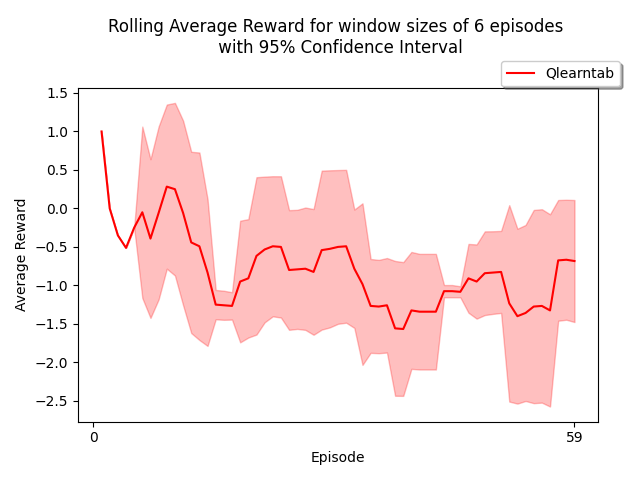 Rolling Average Reward for window sizes of 6 episodes
with 95% Confidence Interval
Qlearntab
1.5
1.0
0.5
0.0
−0.5
−1.0
−1.5
−2.0
−2.5
Average Reward
0
59
Episode